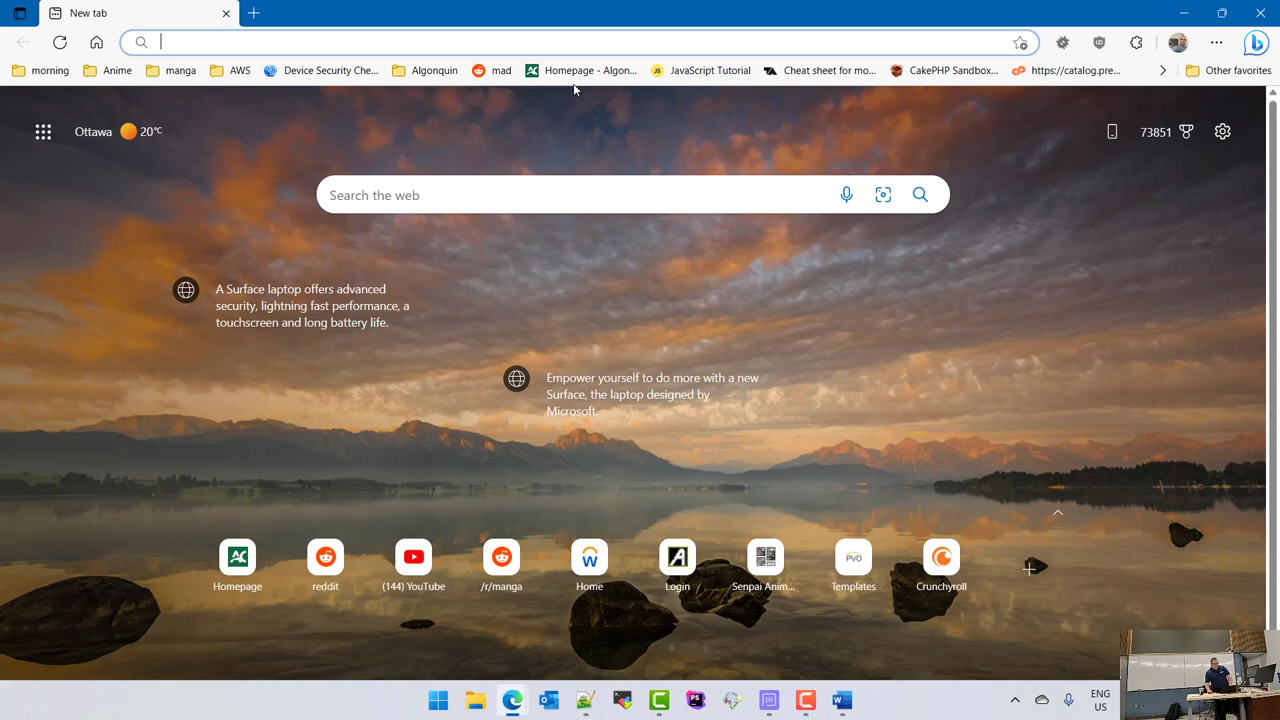 New tab
morning
Anime
manga
AWS
Device Security Che...
Algonquin
mad
Homepage - Algon...
JavaScript Tutorial
Cheat sheet for mo...
CakePHP Sandbox...
https://catalog.pre...
Other favorites
Ottawa 20°C
73851
Search the web
A Surface laptop offers advanced
security, lightning fast performance, a
touchscreen and long battery life.
Empower yourself to do more with a new
Surface, the laptop designed by
Microsoft.
Homepage
reddit
(144) YouTube
/r/manga
Home
Login
Senpai Anim...
Templates
Crunchyroll
ENG
US